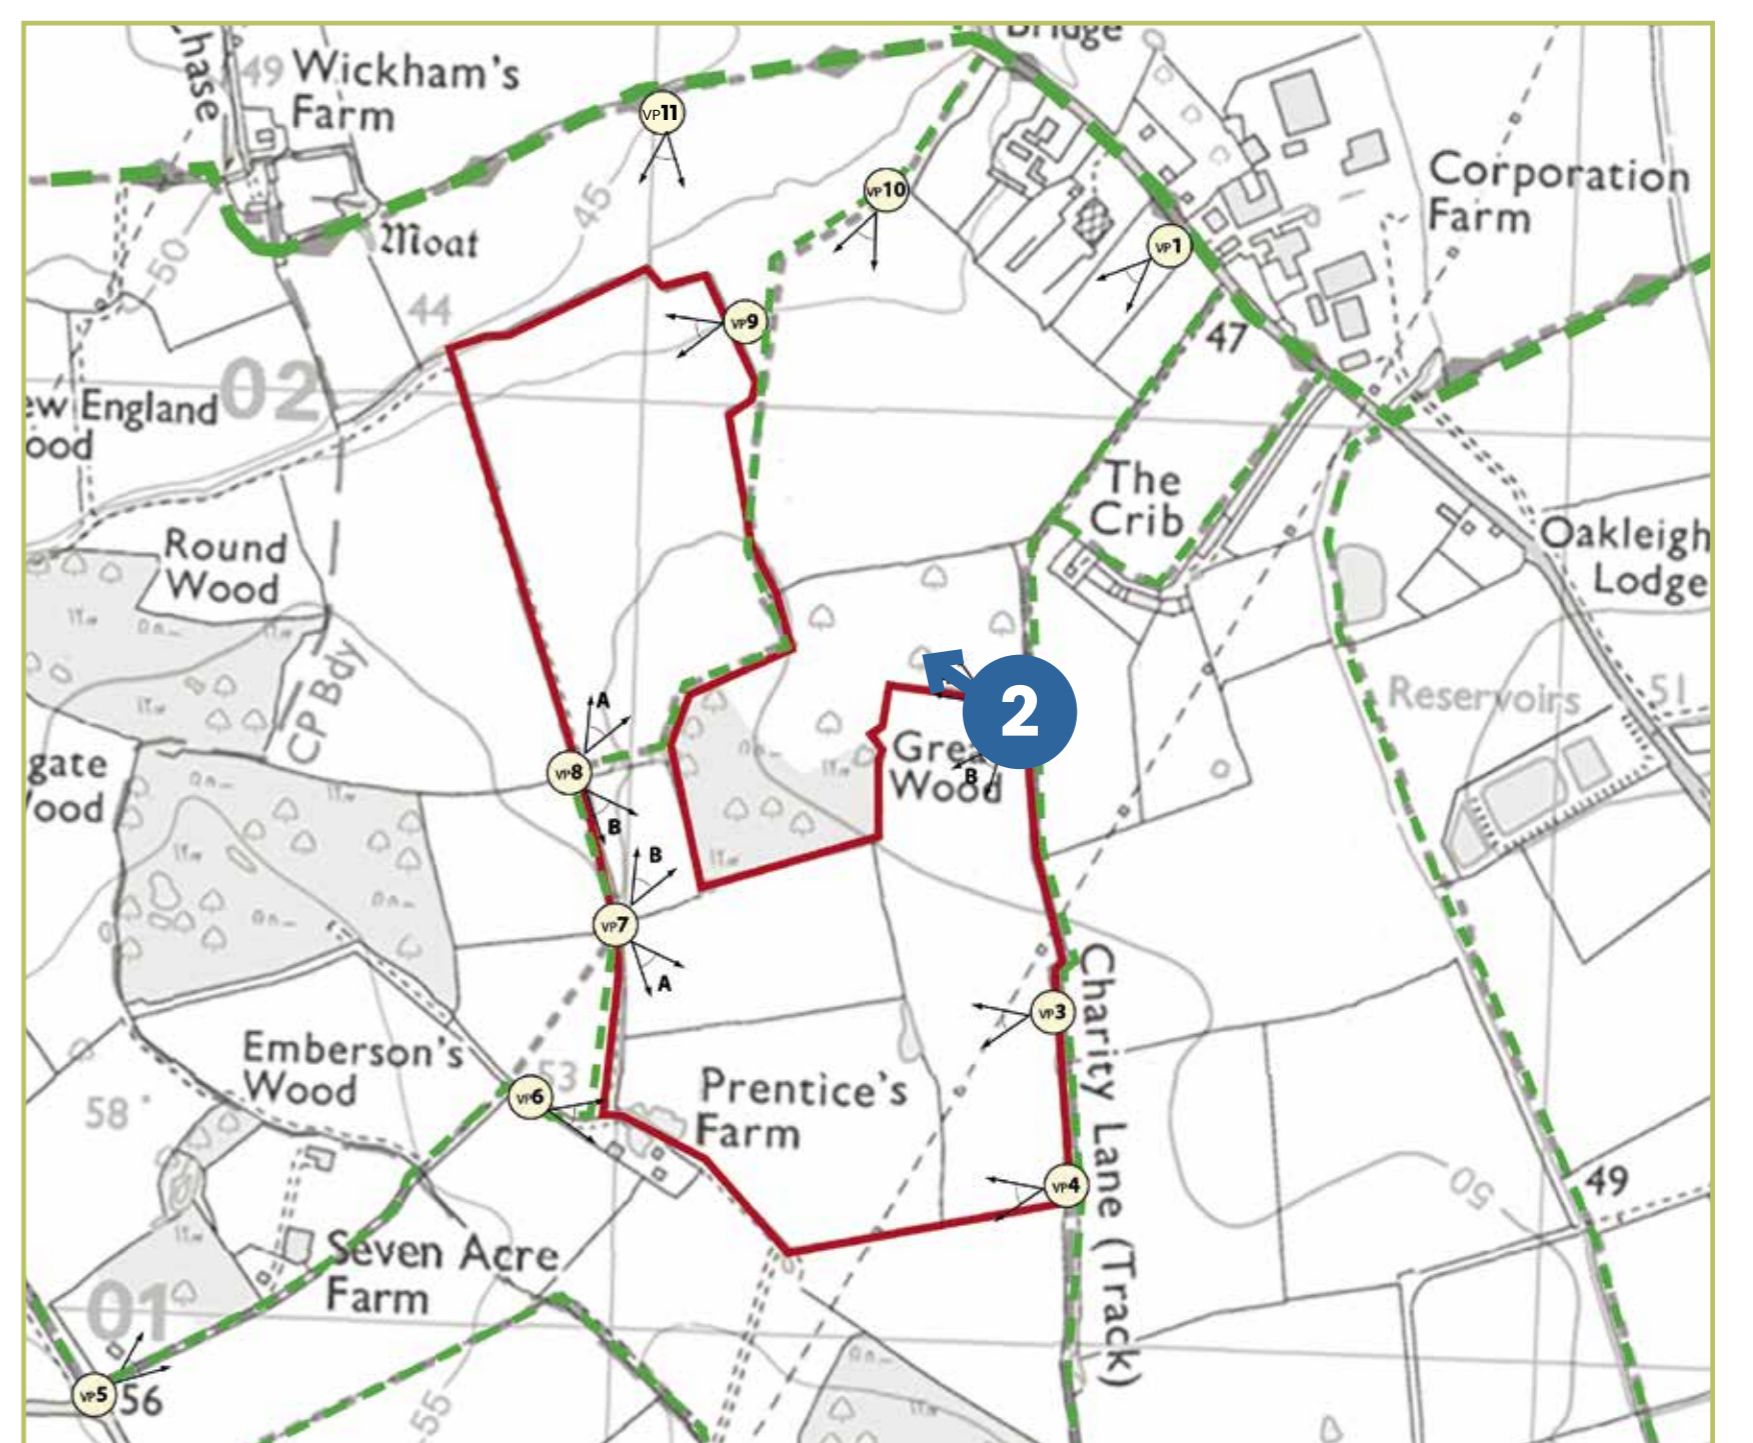 Bridge
Chase
49
Wickham's
Farm
VP11
VP10
Corporation
Farm
VP1
Moat
45
50
44
VP9
47
02
ew England
ood
The
Crib
Oakleigh
Lodge
Round
Wood
CP Bdy
Reservoirs
51
2
A
VP8
B
Wood
B
gate
ood
B
VP7
A
Charity Lane (Track)
VP3
Emberson's
Wood
53
VP6
58
Prentice's
Farm
VP4
50
49
Seven Acre
Farm
01
VP5
56
55